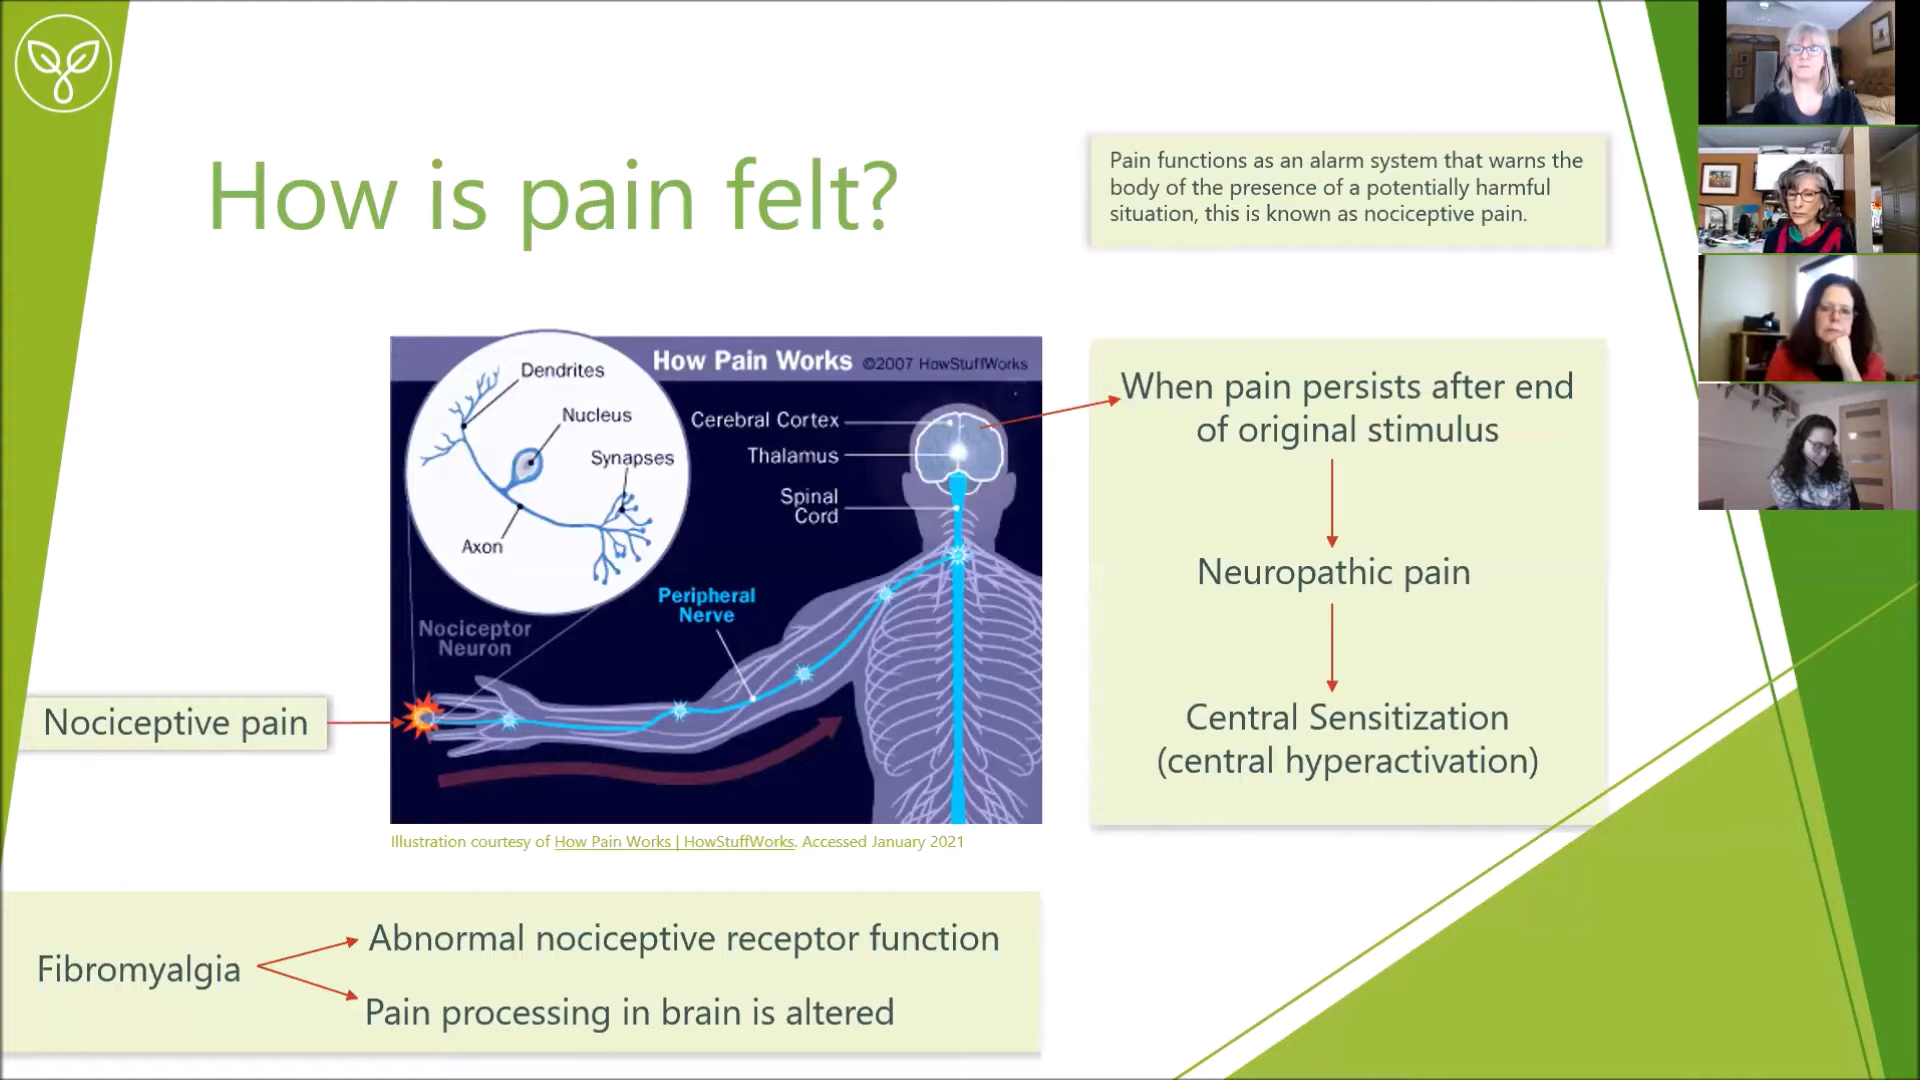 How is pain felt?
Pain functions as an alarm system that warns the
body of the presence of a potentially harmful
situation, this is known as nociceptive pain.
How Pain Works ©2007 HowStuffWorks
Dendrites
Nucleus
Synapses
Axon
Cerebral Cortex
Thalamus
Spinal
Cord
Peripheral
Nerve
Nociceptor
Neuron
Nociceptive pain
When pain persists after end
of original stimulus
Neuropathic pain
Central Sensitization
(central hyperactivation)
Illustration courtesy of How Pain Works | HowStuffWorks. Accessed January 2021
Fibromyalgia
Abnormal nociceptive receptor function
Pain processing in brain is altered